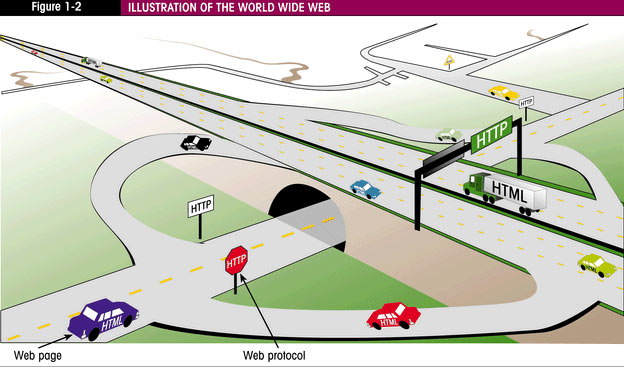 Figure 1-2
ILLUSTRATION OF THE WORLD WIDE WEB
HTTP
HTTP
HTML
HTTP
HTTP
HTML
HTML
HTML
Web page
Web protocol